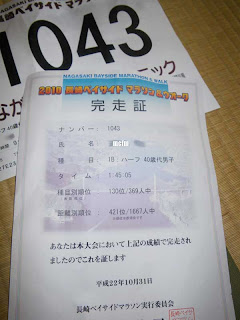 1043
NAGASAKI BAYSIDE MARATHON & WALK
2010 長崎ベイサイドマラソン&ウオーク
完走証
ナンバー 1043
氏名
種目 18:ハーフ 40歳代男子
タイム 1:45:05
種目別順位 130位/369人中
距離別順位 421位/1667人中
あなたは本大会において上記の成績で完走され
ましたのでこれを証します
平成22年10月31日
長崎ベイサイドマラソン実行委員会